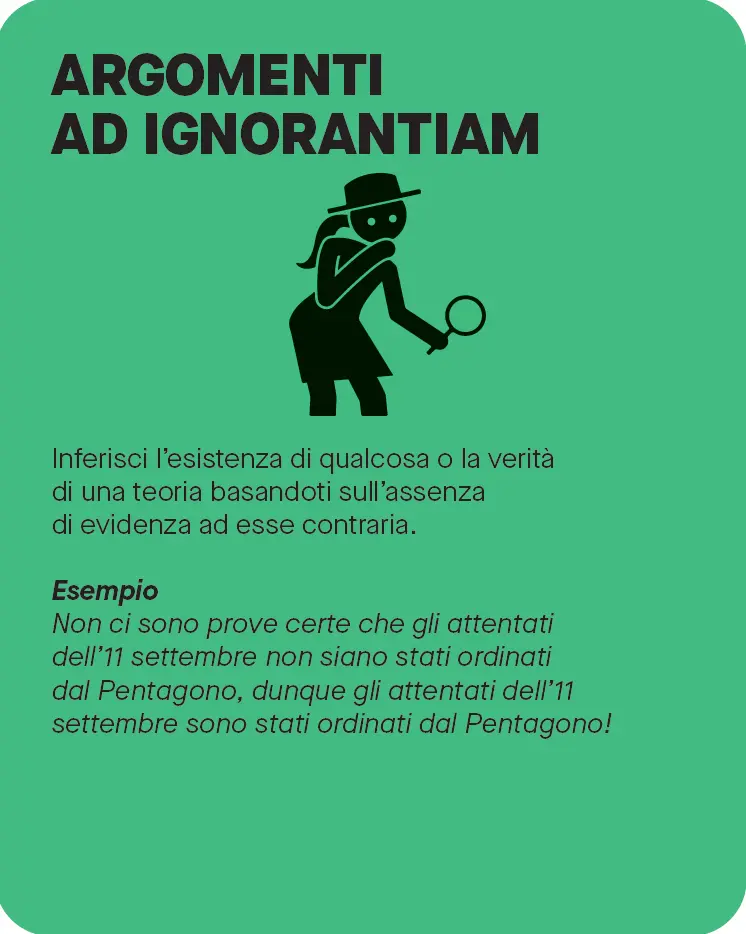 ARGOMENTI
AD IGNORANTIAM
Inferisci l’esistenza di qualcosa o la verità
di una teoria basandoti sull’assenza
di evidenza ad esse contraria.
Esempio
Non ci sono prove certe che gli attentati
dell’11 settembre non siano stati ordinati
dal Pentagono, dunque gli attentati dell’11
settembre sono stati ordinati dal Pentagono!